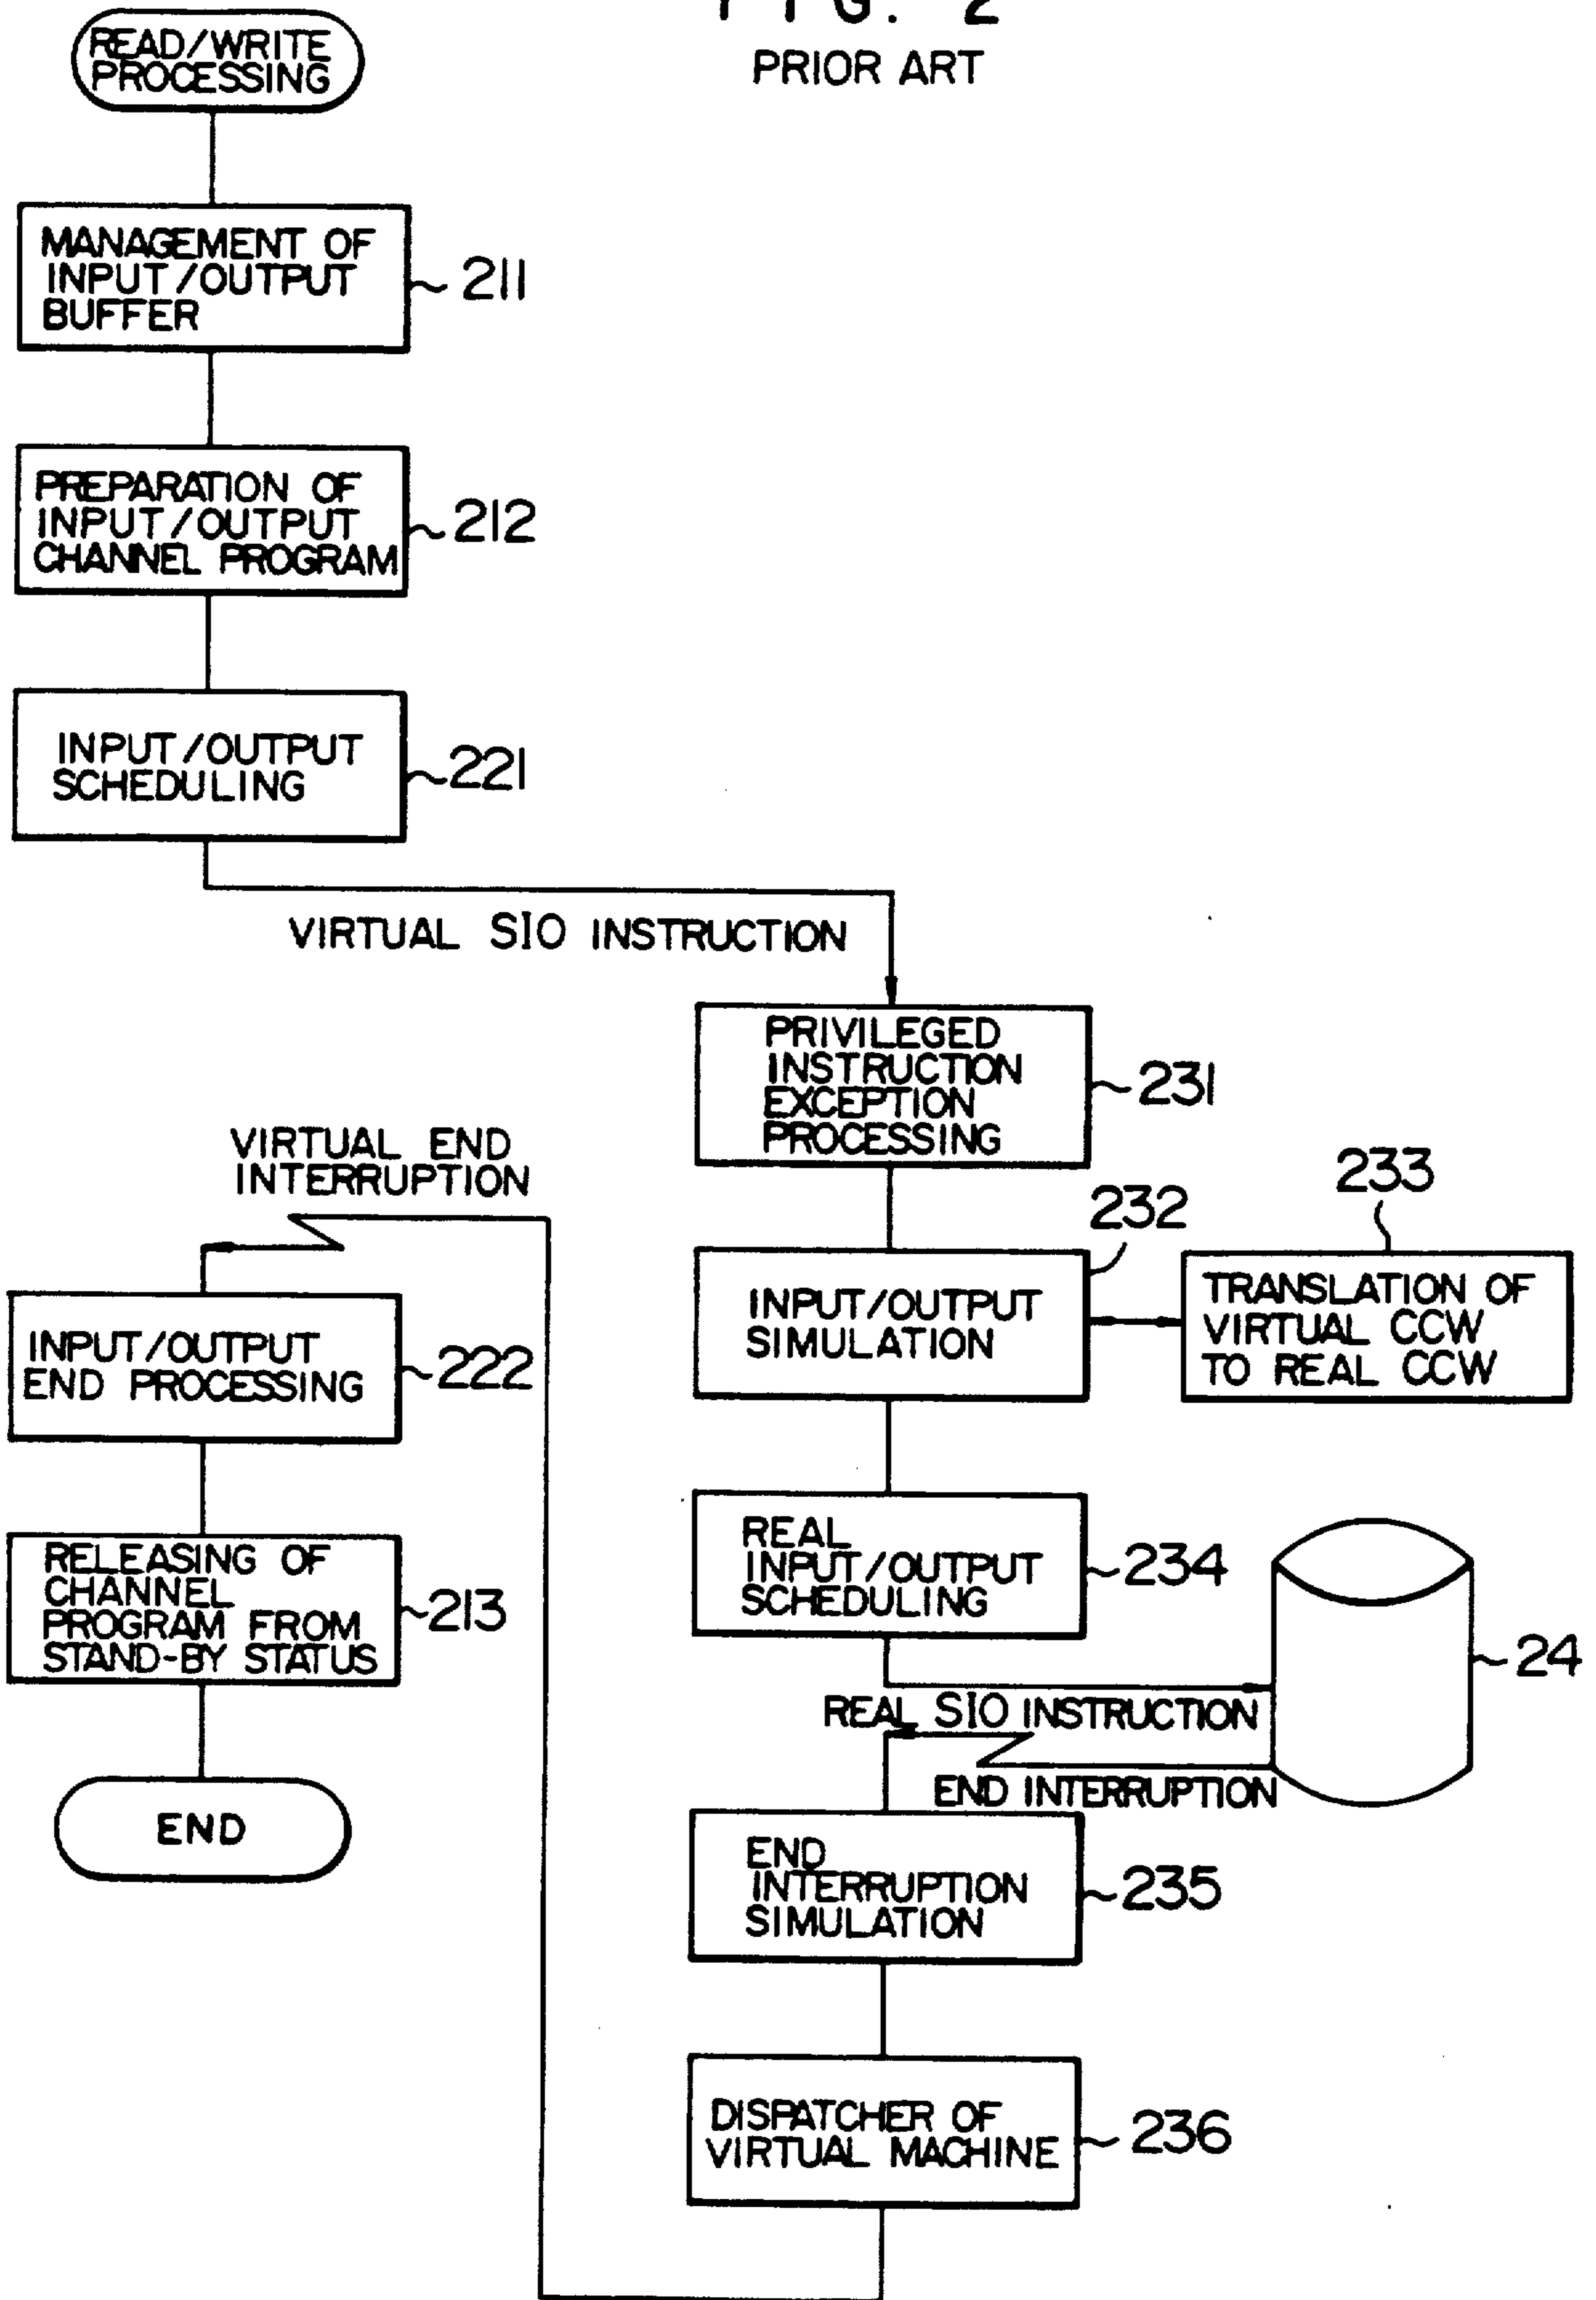 FIG. 2
PRIOR ART
READ/WRITE
PROCESSING
MANAGEMENT OF
INPUT/OUTPUT
BUFFER
211
PREPARATION OF
INPUT/OUTPUT
CHANNEL PROGRAM
212
INPUT/OUTPUT
SCHEDULING
221
VIRTUAL SIO INSTRUCTION
PRIVILEGED
INSTRUCTION
EXCEPTION
PROCESSING
231
VIRTUAL END
INTERRUPTION
232
233
INPUT/OUTPUT
SIMULATION
TRANSLATION OF
VIRTUAL CCW
TO REAL CCW
INPUT/OUTPUT
END PROCESSING
222
REAL
INPUT/OUTPUT
SCHEDULING
234
RELEASING OF
CHANNEL
PROGRAM FROM
STAND-BY STATUS
213
24
REAL SIO INSTRUCTION
END INTERRUPTION
END
END
INTERRUPTION
SIMULATION
235
DISPATCHER OF
VIRTUAL MACHINE
236